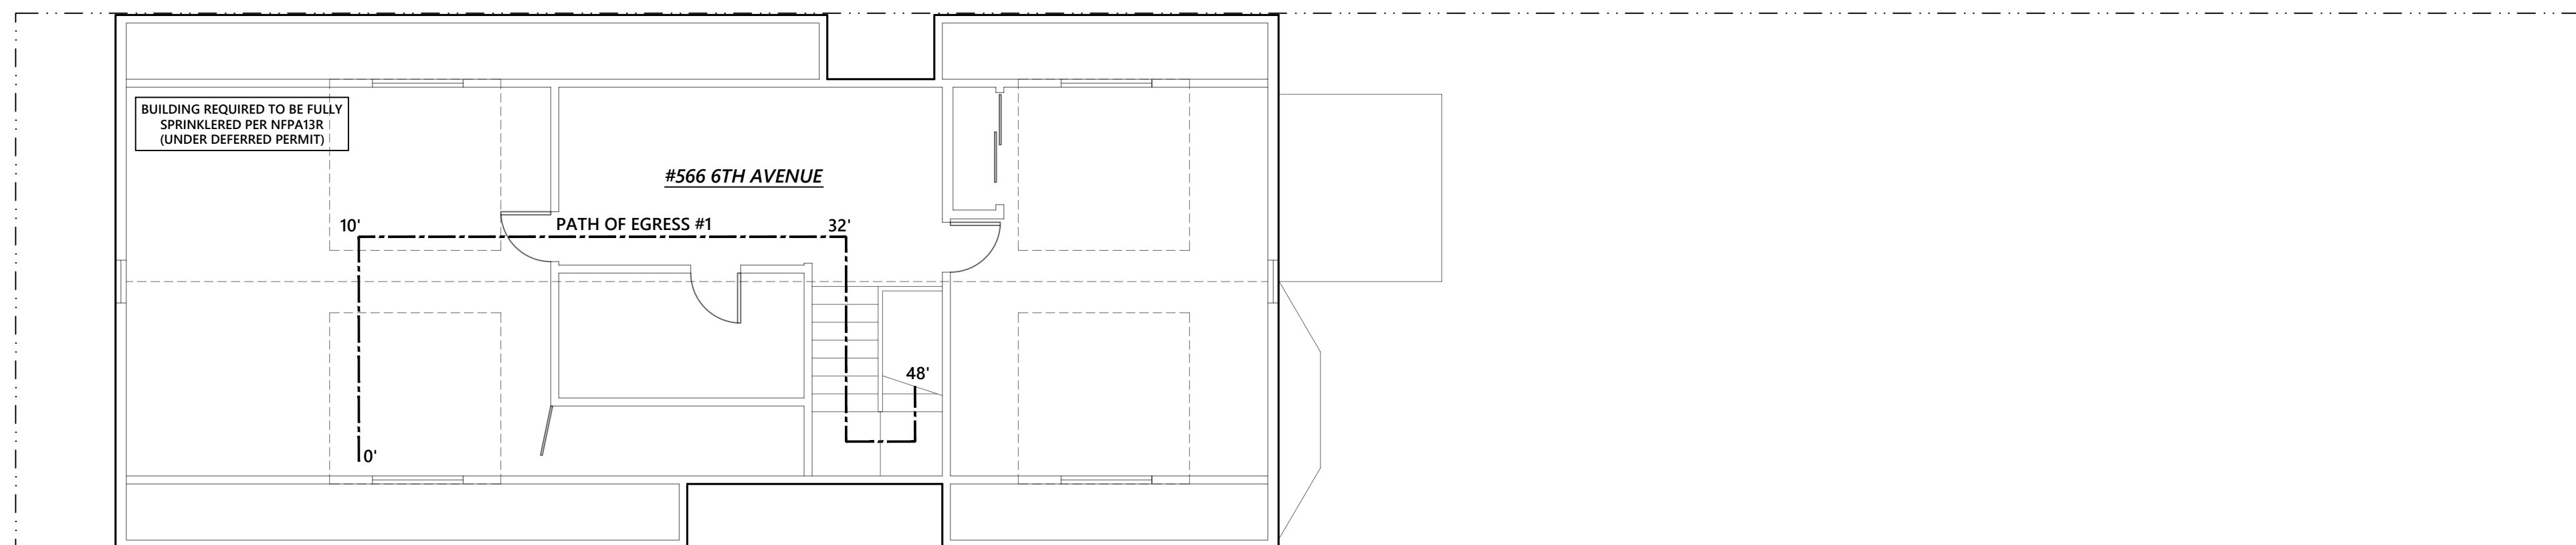 BUILDING REQUIRED TO BE FULLY
SPRINKLERED PER NFPA13R
(UNDER DEFERRED PERMIT)
#566 6TH AVENUE
10'
PATH OF EGRESS #1
32'
48'
0'